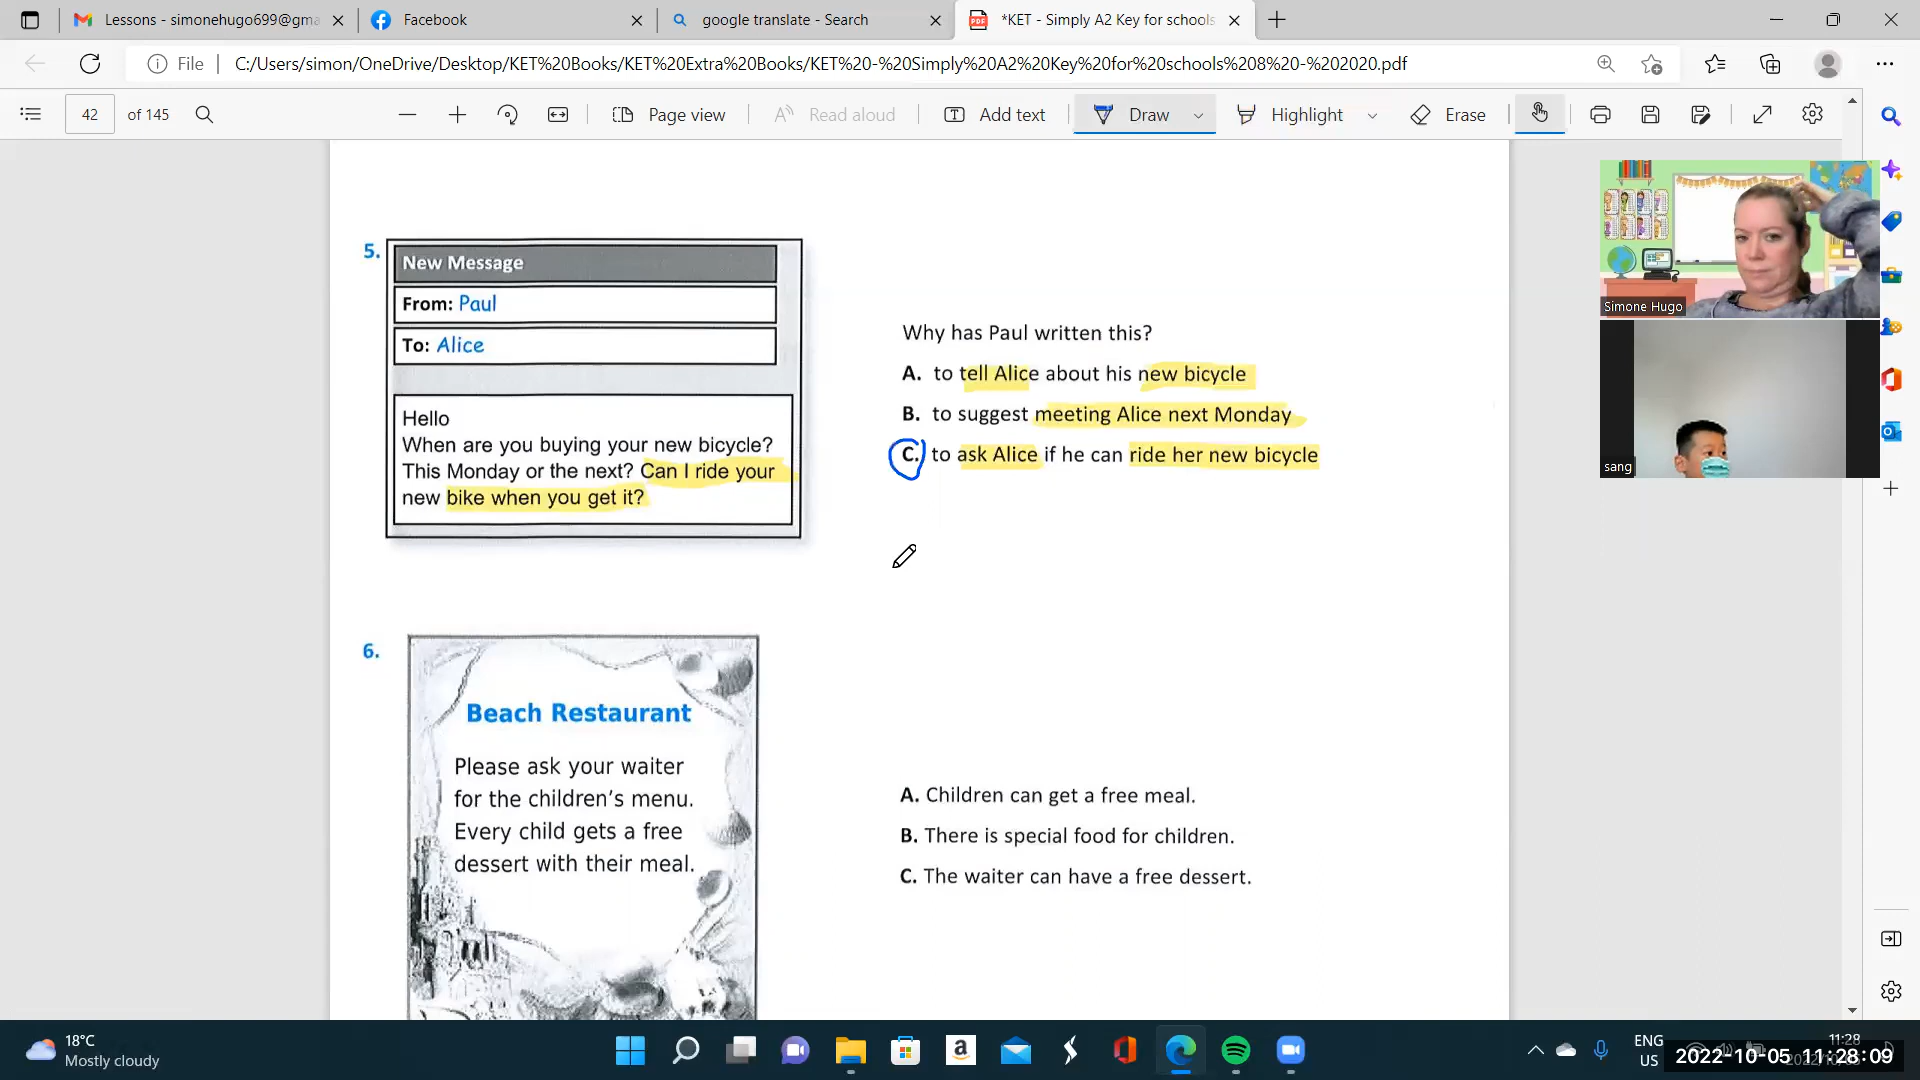 Lessons - simonehugo699@gma
Facebook
google translate - Search
*KET - Simply A2 Key for schools
File
C:/Users/simon/OneDrive/Desktop/KET%20Books/KET%20Extra%20Books/KET%20-%20Simply%20A2%20Key%20for%20schools%208%20-%202020.pdf
42 of 145
Page view
Read aloud
Add text
Draw
Highlight
Erase
5.
New Message
From: Paul
To: Alice
Hello
When are you buying your new bicycle?
This Monday or the next? Can I ride your
new bike when you get it?
Why has Paul written this?
A. to tell Alice about his new bicycle
B. to suggest meeting Alice next Monday
C. to ask Alice if he can ride her new bicycle
Simone Hugo
sang
6.
Beach Restaurant
Please ask your waiter
for the children's menu.
Every child gets a free
dessert with their meal.
A. Children can get a free meal.
B. There is special food for children.
C. The waiter can have a free dessert.
18°C
Mostly cloudy
ENG
US
11:28
2022-10-05 11:28:09